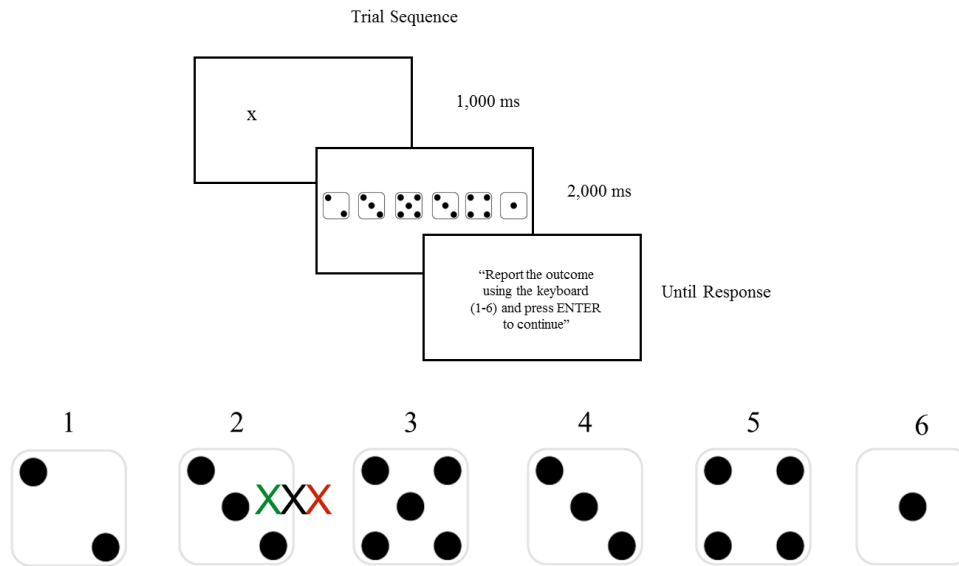 Trial Sequence
x
1,000 ms
2,000 ms
“Report the outcome
using the keyboard
(1-6) and press ENTER
to continue”
Until Response
1 2 3 4 5 6
XXX